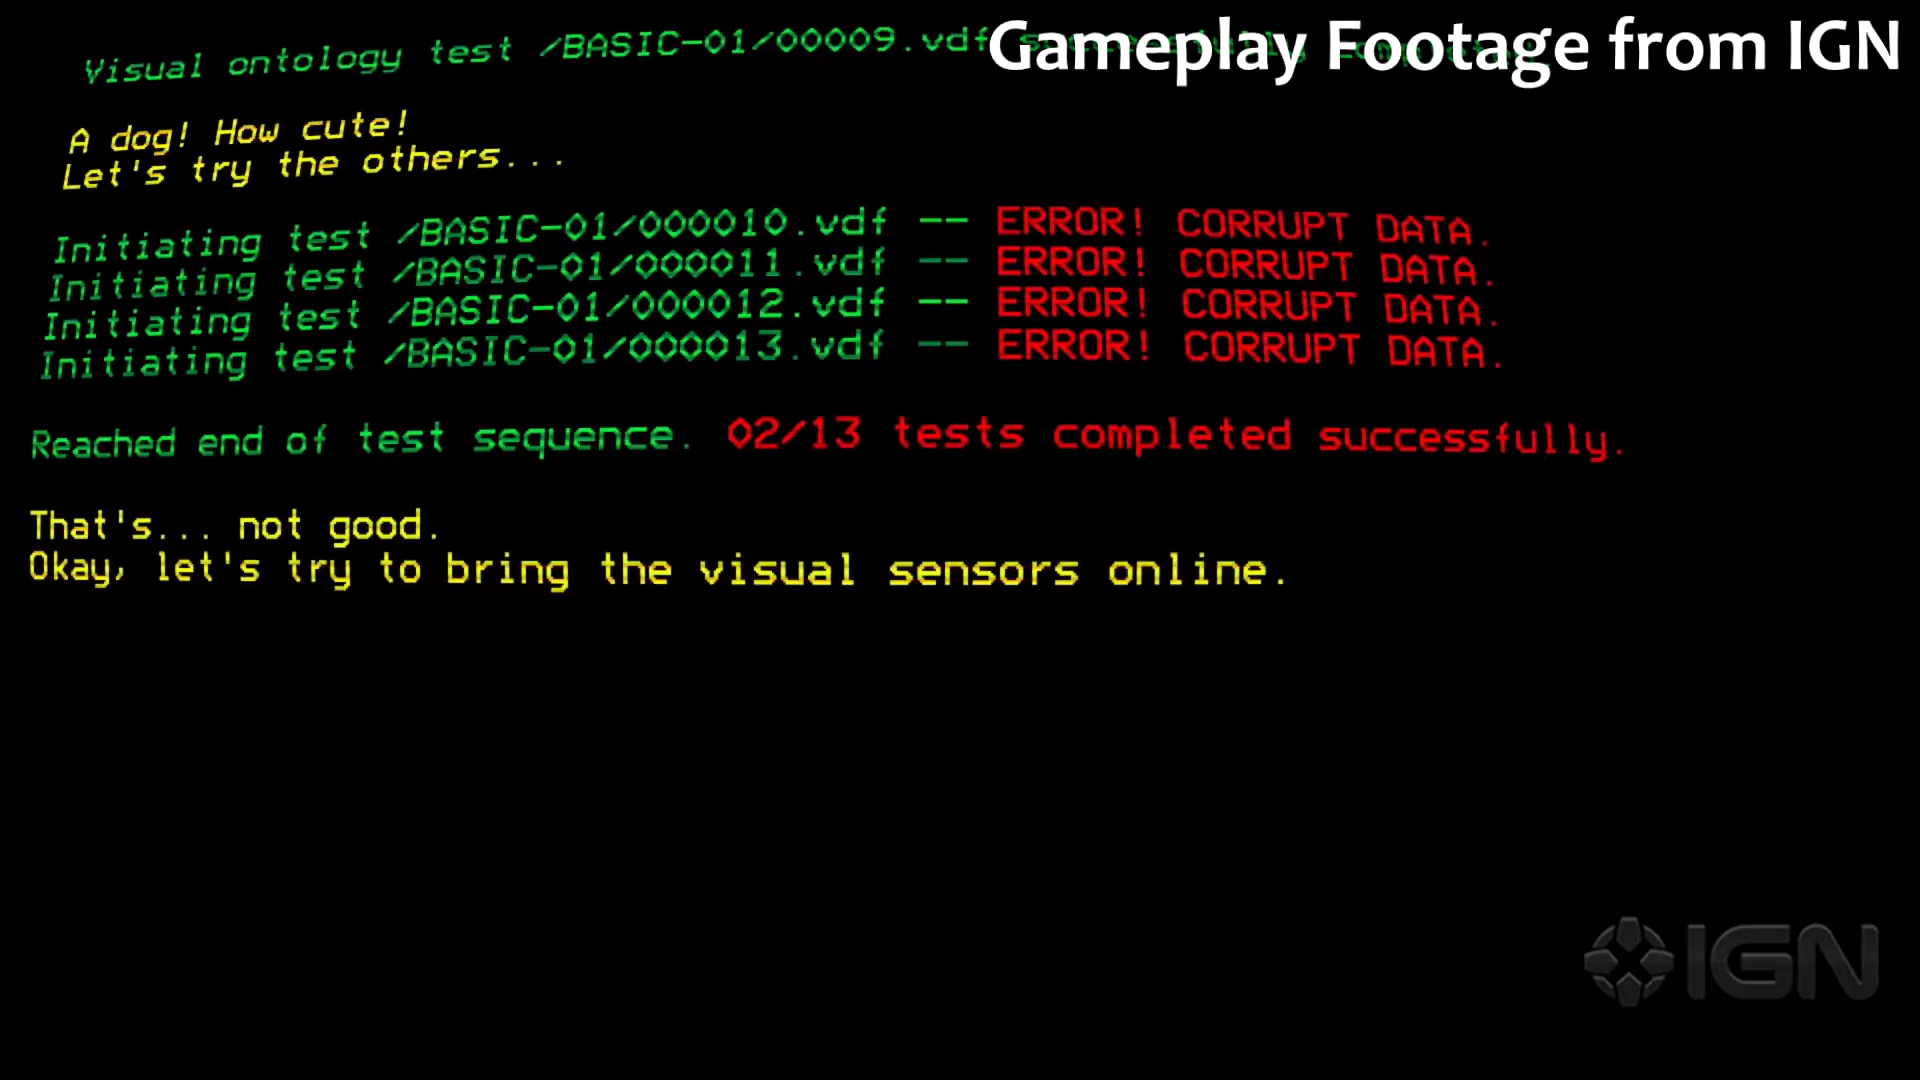 Gameplay Footage from IGN
Visual ontology test /BASIC-01/00009.vdf successfully completed.
A dog! How cute!
Let's try the others...
Initiating test /BASIC-01/000010.vdf -- ERROR! CORRUPT DATA.
Initiating test /BASIC-01/000011.vdf -- ERROR! CORRUPT DATA.
Initiating test /BASIC-01/000012.vdf -- ERROR! CORRUPT DATA.
Initiating test /BASIC-01/000013.vdf -- ERROR! CORRUPT DATA.
Reached end of test sequence. 02/13 tests completed successfully.
That's... not good.
Okay, let's try to bring the visual sensors online.
IGN